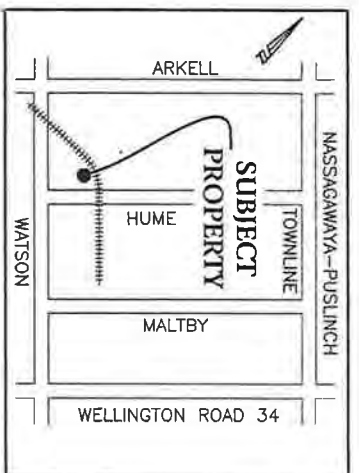 ARKELL
SUBJECT
PROPERTY
NASSAGAWAYA-PUSLINCH
TOWNLINE
HUME
WATSON
MALTBY
WELLINGTON ROAD 34